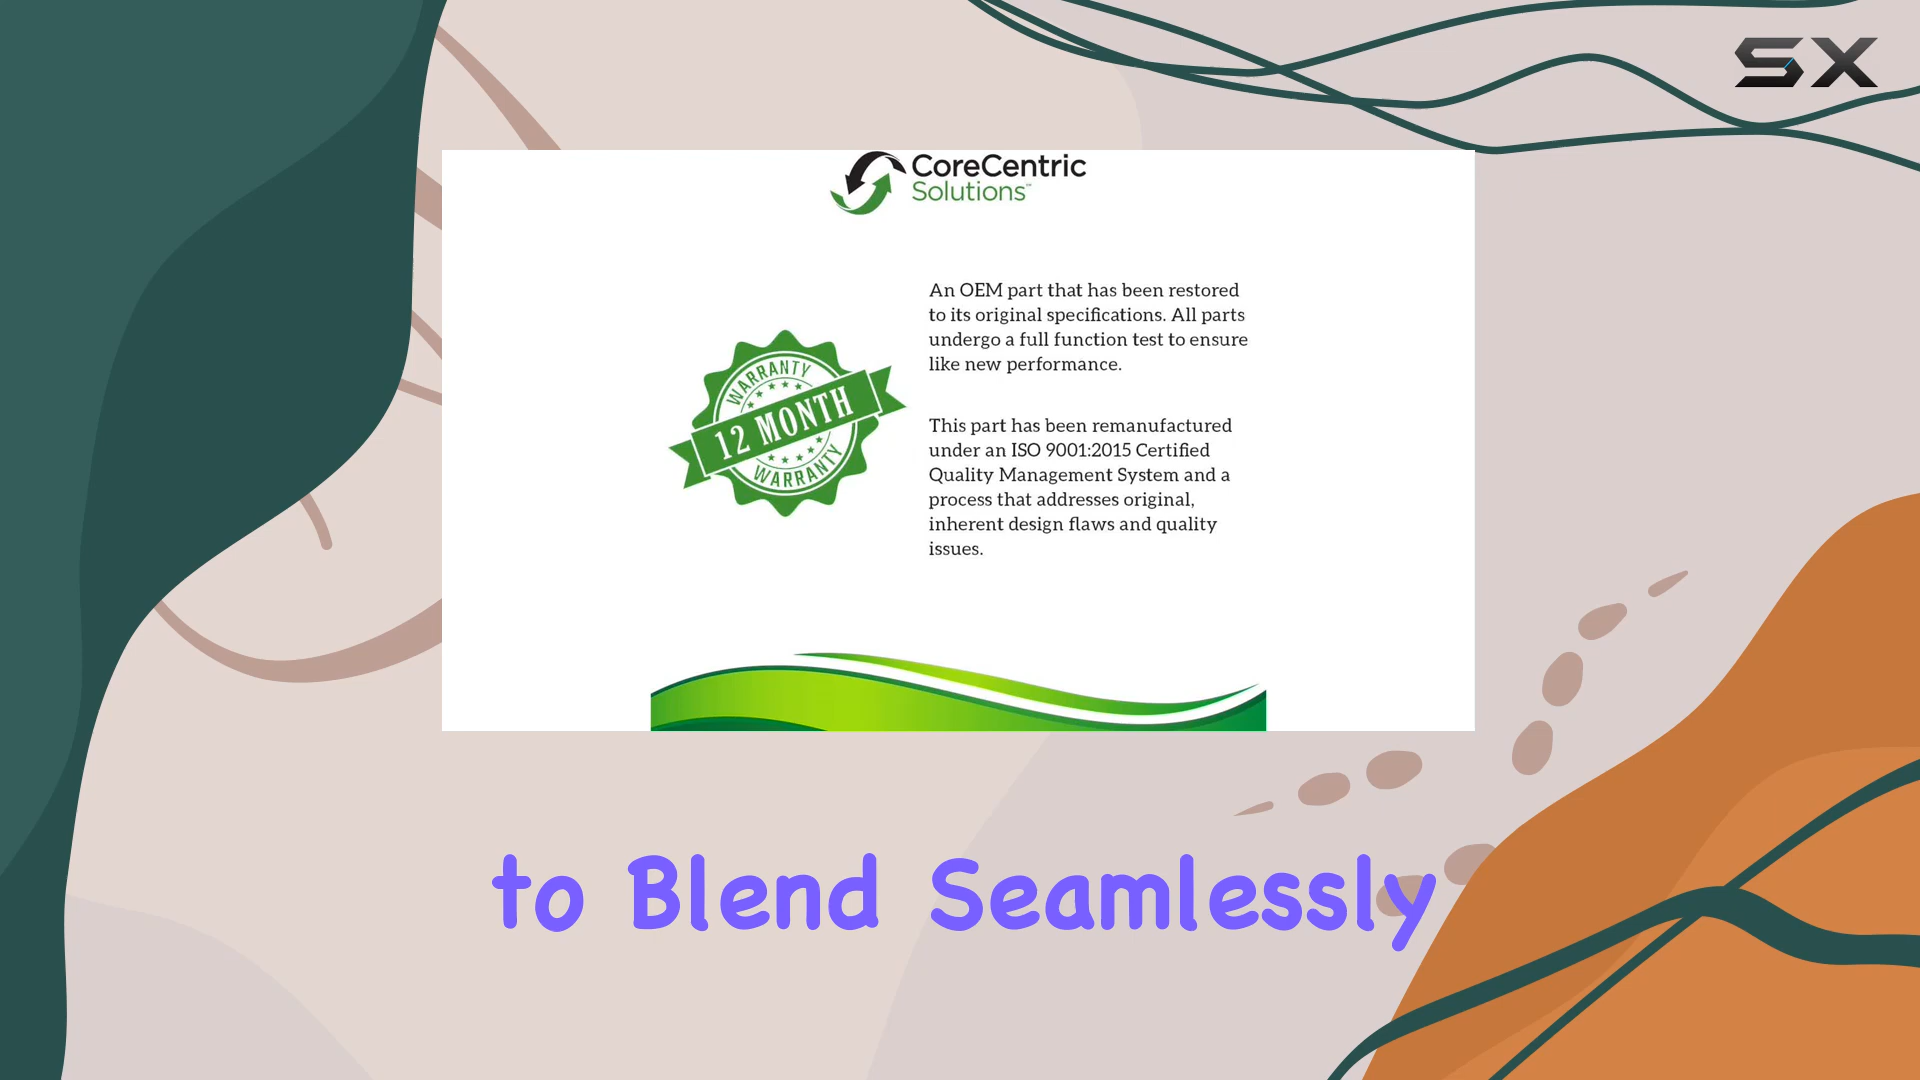 SX
CoreCentric
Solutions™
An OEM part that has been restored
to its original specifications. All parts
undergo a full function test to ensure
like new performance.
WARRANTY
12 MONTH
WARRANTY
This part has been remanufactured
under an ISO 9001:2015 Certified
Quality Management System and a
process that addresses original,
inherent design flaws and quality
issues.
to Blend Seamlessly